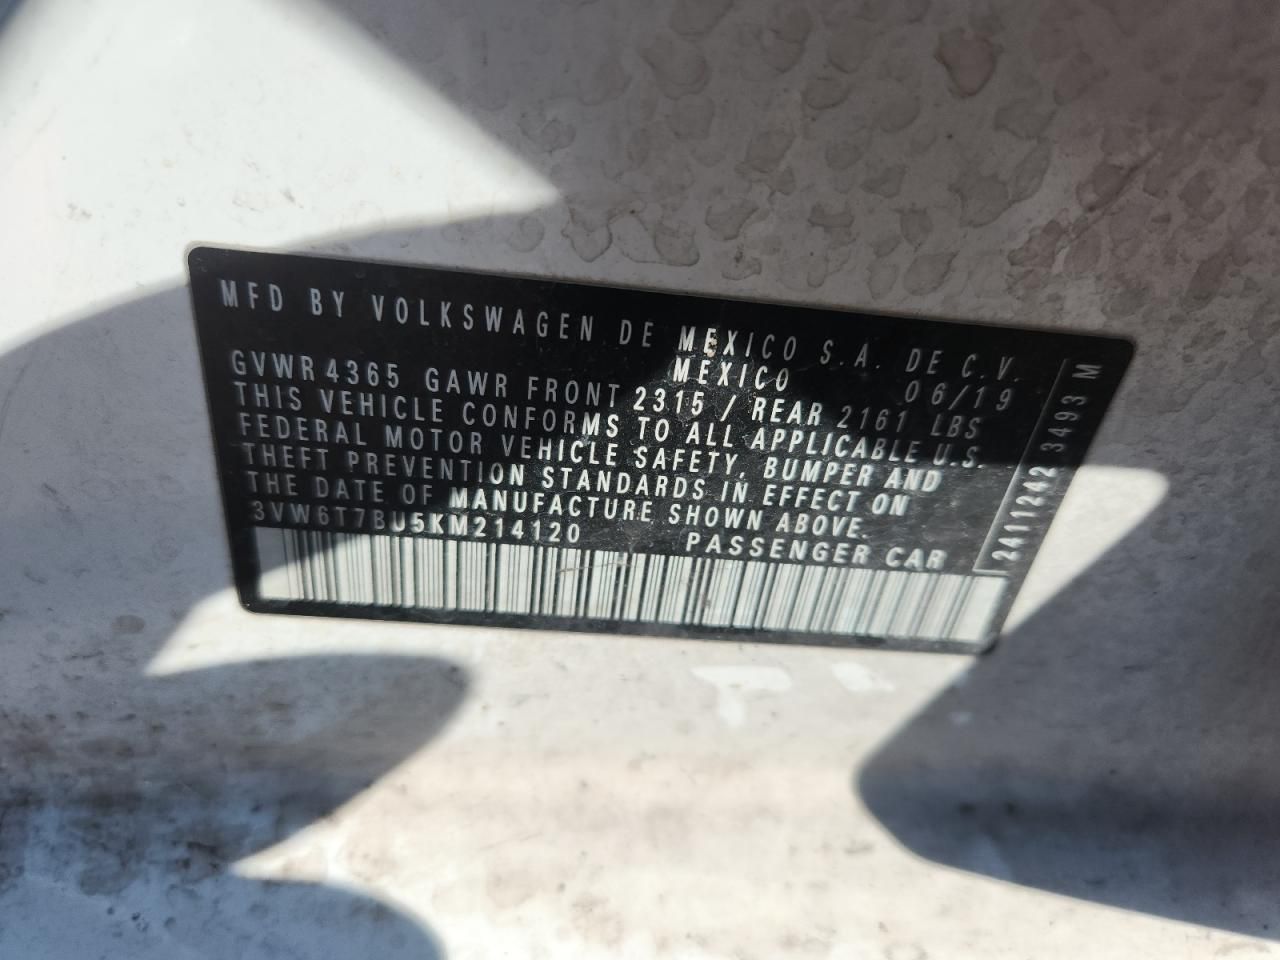 MFD BY VOLKSWAGEN DE MEXICO S.A. DE C.V.
MEXICO 06/19
GVWR 4365 GAWR FRONT 2315 / REAR 2161 LBS
THIS VEHICLE CONFORMS TO ALL APPLICABLE U.S.
FEDERAL MOTOR VEHICLE SAFETY, BUMPER AND
THEFT PREVENTION STANDARDS IN EFFECT ON
THE DATE OF MANUFACTURE SHOWN ABOVE.
3VW6T7BU5KM214120 PASSENGER CAR
2411242 3493 M